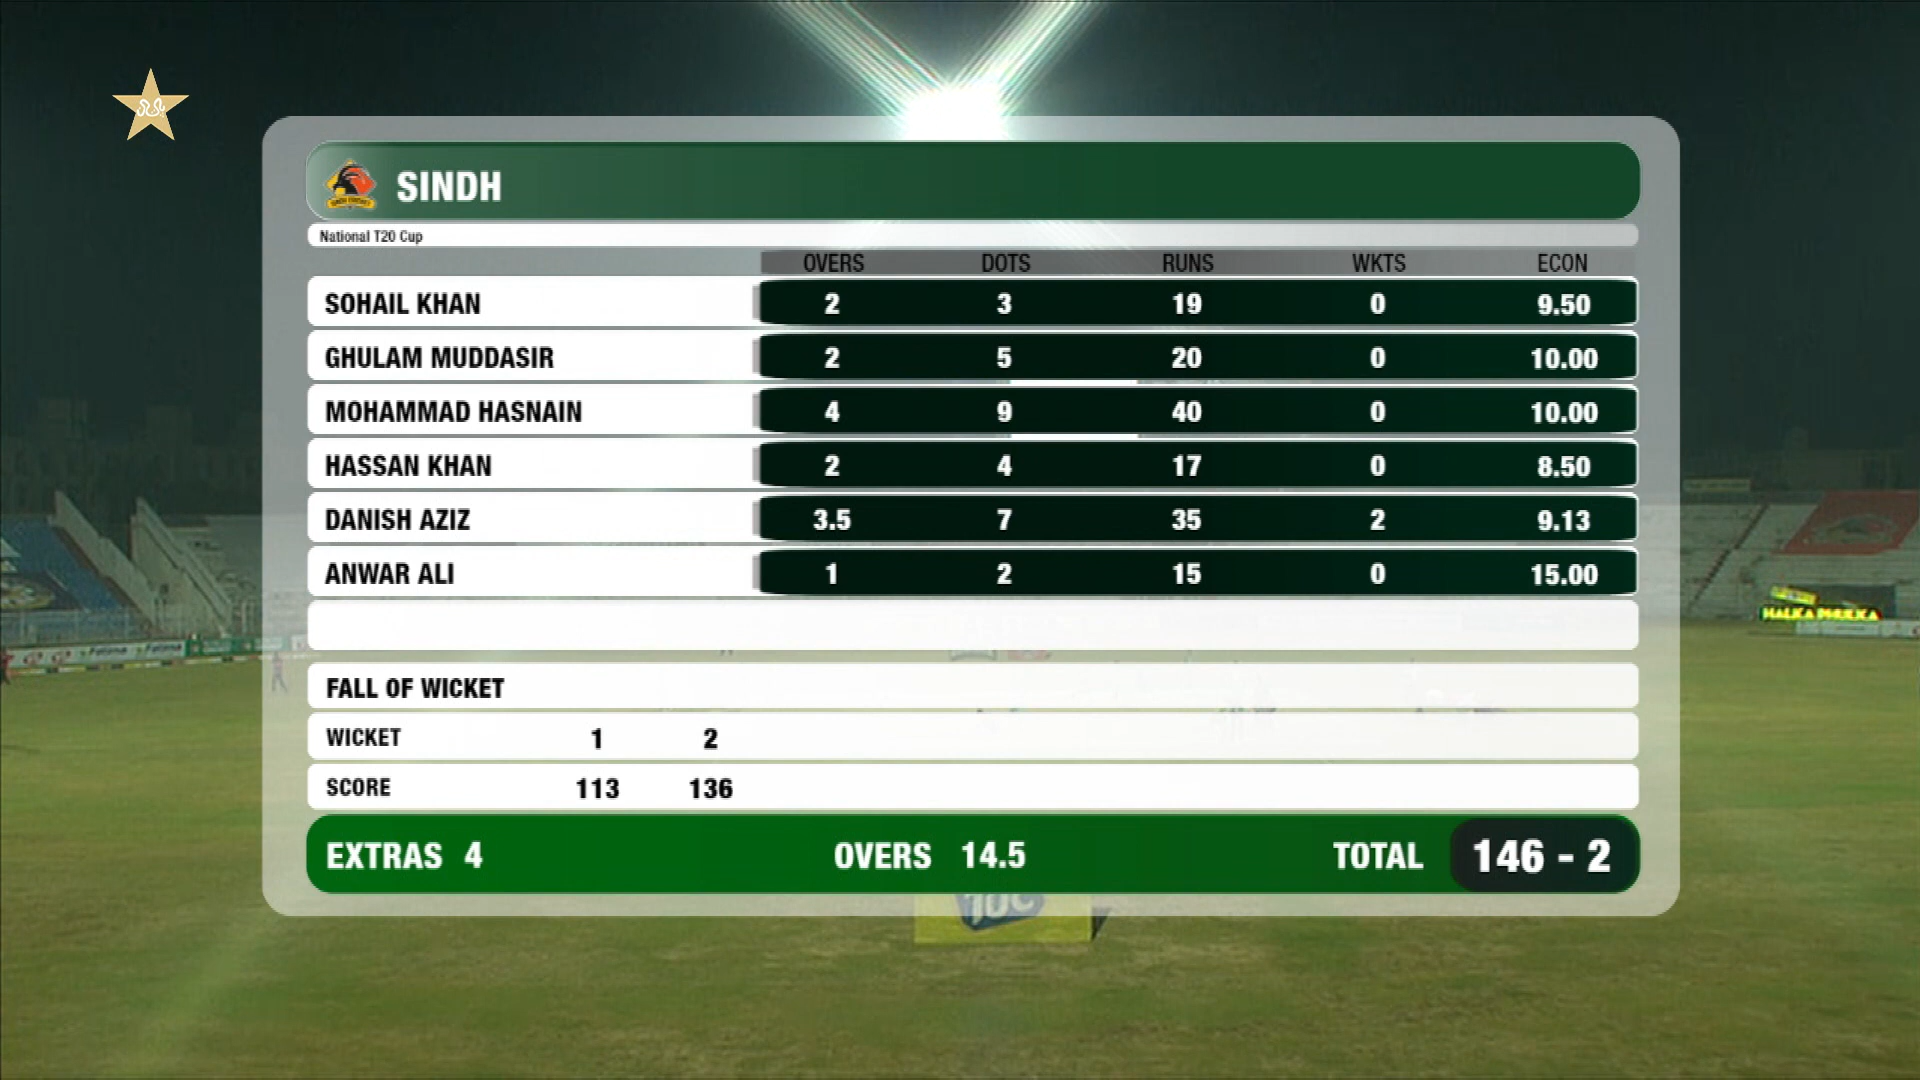 SINDH
National T20 Cup
OVERS DOTS RUNS WKTS ECON
SOHAIL KHAN 2 3 19 0 9.50
GHULAM MUDDASIR 2 5 20 0 10.00
MOHAMMAD HASNAIN 4 9 40 0 10.00
HASSAN KHAN 2 4 17 0 8.50
DANISH AZIZ 3.5 7 35 2 9.13
ANWAR ALI 1 2 15 0 15.00
FALL OF WICKET
WICKET 1 2
SCORE 113 136
EXTRAS 4 OVERS 14.5 TOTAL 146 - 2
HALKA PHULKA